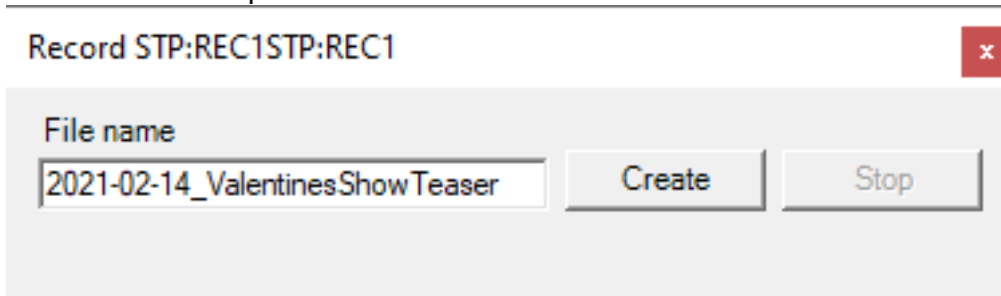 Record STP:REC1STP:REC1
x
File name
2021-02-14_ValentinesShowTeaser
Create
Stop